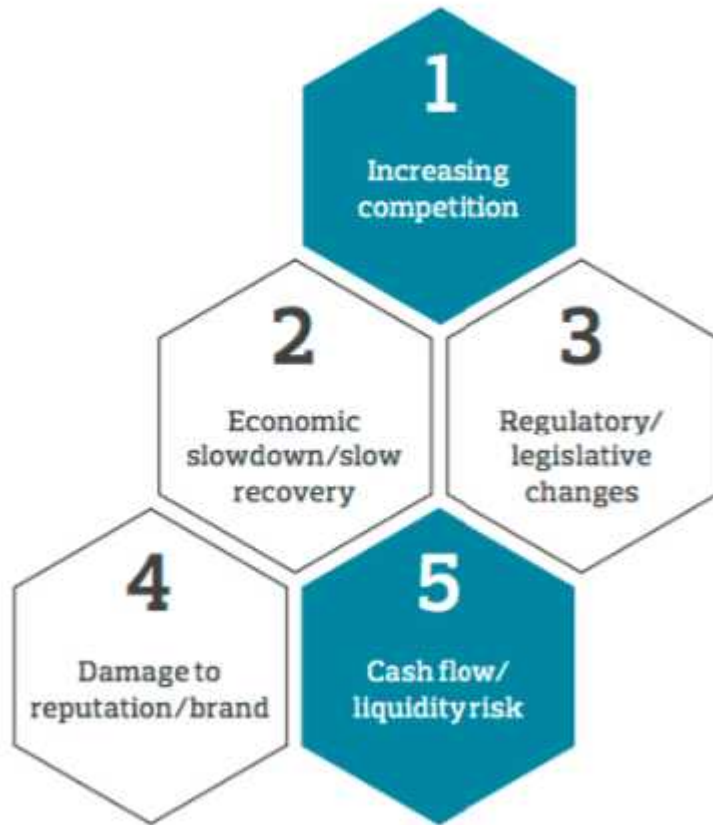 1
Increasing
competition
2
Economic
slowdown/slow
recovery
3
Regulatory/
legislative
changes
4
Damage to
reputation/brand
5
Cash flow/
liquidity risk